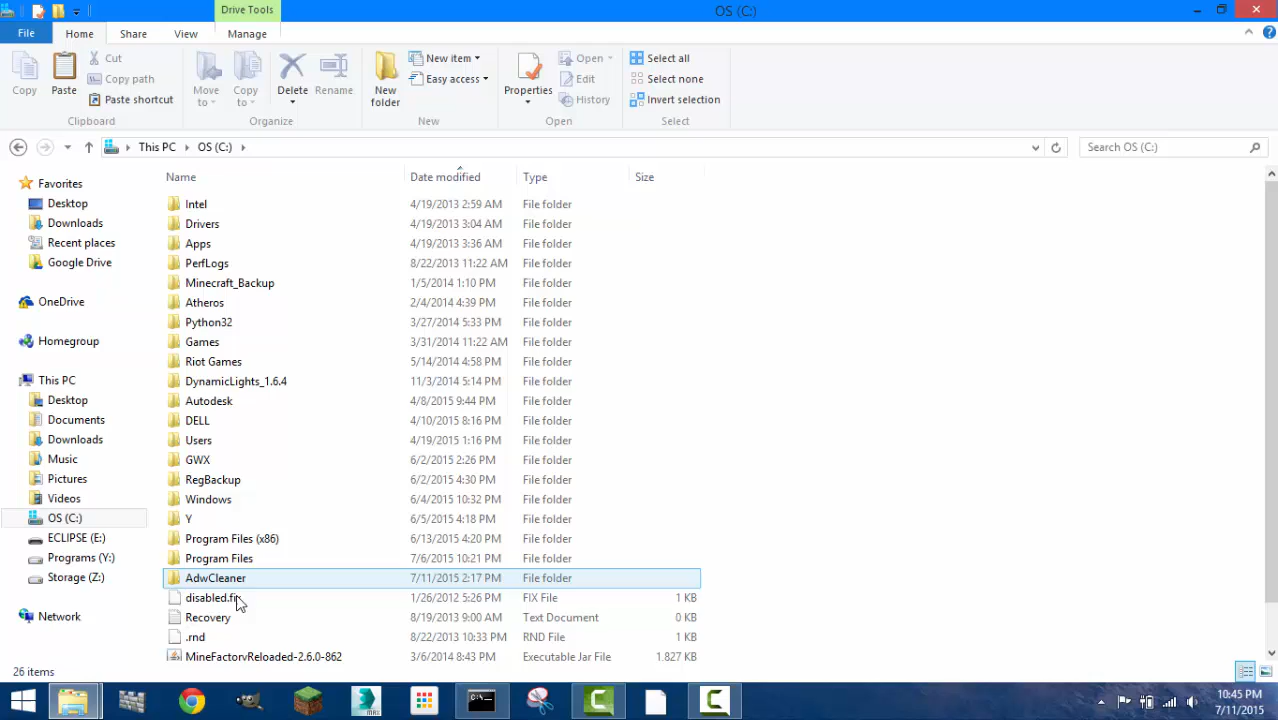 Drive Tools
OS (C:)
File Home Share View Manage
Copy
Paste
Cut
Copy path
Paste shortcut
Clipboard
Move to
Copy to
Delete
Rename
Organize
New folder
New item
Easy access
New
Properties
Open
Edit
History
Open
Select all
Select none
Invert selection
Select
This PC OS (C:)
Search OS (C:)
Name Date modified Type Size
Favorites
Desktop
Downloads
Recent places
Google Drive
OneDrive
Homegroup
This PC
Desktop
Documents
Downloads
Music
Pictures
Videos
OS (C:)
ECLIPSE (E:)
Programs (Y:)
Storage (Z:)
Network
Intel 4/19/2013 2:59 AM File folder
Drivers 4/19/2013 3:04 AM File folder
Apps 4/19/2013 3:36 AM File folder
PerfLogs 8/22/2013 11:22 AM File folder
Minecraft_Backup 1/5/2014 1:10 PM File folder
Atheros 2/4/2014 4:39 PM File folder
Python32 3/27/2014 5:33 PM File folder
Games 3/31/2014 11:22 AM File folder
Riot Games 5/14/2014 4:58 PM File folder
DynamicLights_1.6.4 11/3/2014 5:14 PM File folder
Autodesk 4/8/2015 9:44 PM File folder
DELL 4/10/2015 8:16 PM File folder
Users 4/19/2015 1:16 PM File folder
GWX 6/2/2015 2:26 PM File folder
RegBackup 6/2/2015 4:30 PM File folder
Windows 6/4/2015 10:32 PM File folder
Y 6/5/2015 4:18 PM File folder
Program Files (x86) 6/13/2015 4:20 PM File folder
Program Files 7/6/2015 10:21 PM File folder
AdwCleaner 7/11/2015 2:17 PM File folder
disabled.fi 1/26/2012 5:26 PM FIX File 1 KB
Recovery 8/19/2013 9:00 AM Text Document 0 KB
.rnd 8/22/2013 10:33 PM RND File 1 KB
MineFactoryReloaded-2.6.0-862 3/6/2014 8:43 PM Executable Jar File 1,827 KB
26 items
10:45 PM
7/11/2015